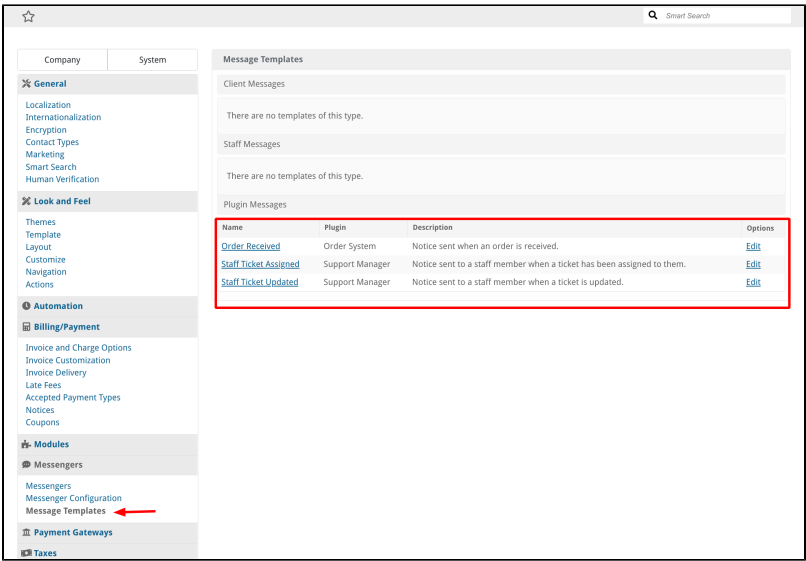 Smart Search
Company System
General
Localization
Internationalization
Encryption
Contact Types
Marketing
Smart Search
Human Verification
Look and Feel
Themes
Template
Layout
Customize
Navigation
Actions
Automation
Billing/Payment
Invoice and Charge Options
Invoice Customization
Invoice Delivery
Late Fees
Accepted Payment Types
Notices
Coupons
Modules
Messengers
Messengers
Messenger Configuration
Message Templates
Payment Gateways
Taxes
Message Templates
Client Messages
There are no templates of this type.
Staff Messages
There are no templates of this type.
Plugin Messages
Name Plugin Description Options
Order Received Order System Notice sent when an order is received. Edit
Staff Ticket Assigned Support Manager Notice sent to a staff member when a ticket has been assigned to them. Edit
Staff Ticket Updated Support Manager Notice sent to a staff member when a ticket is updated. Edit